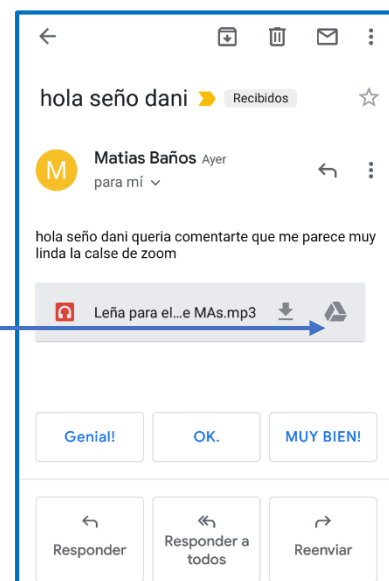 hola seño dani Recibidos
M Matias Baños Ayer
para mí
hola seño dani queria comentarte que me parece muy
linda la calse de zoom
Leña para el...e MAs.mp3
Genial! OK. MUY BIEN!
Responder Responder a todos Reenviar